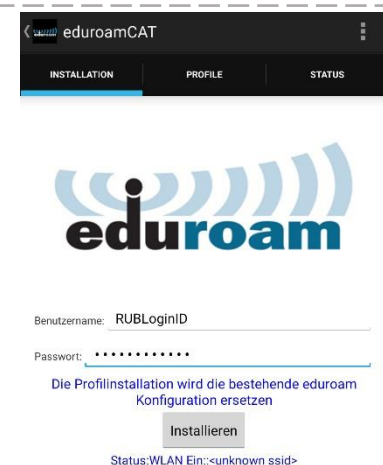 eduroamCAT
INSTALLATION PROFILE STATUS
eduroam
Benutzername: RUBLoginID
Passwort: ••••••••••••
Die Profilinstallation wird die bestehende eduroam
Konfiguration ersetzen
Installieren
Status:WLAN Ein::<unknown ssid>